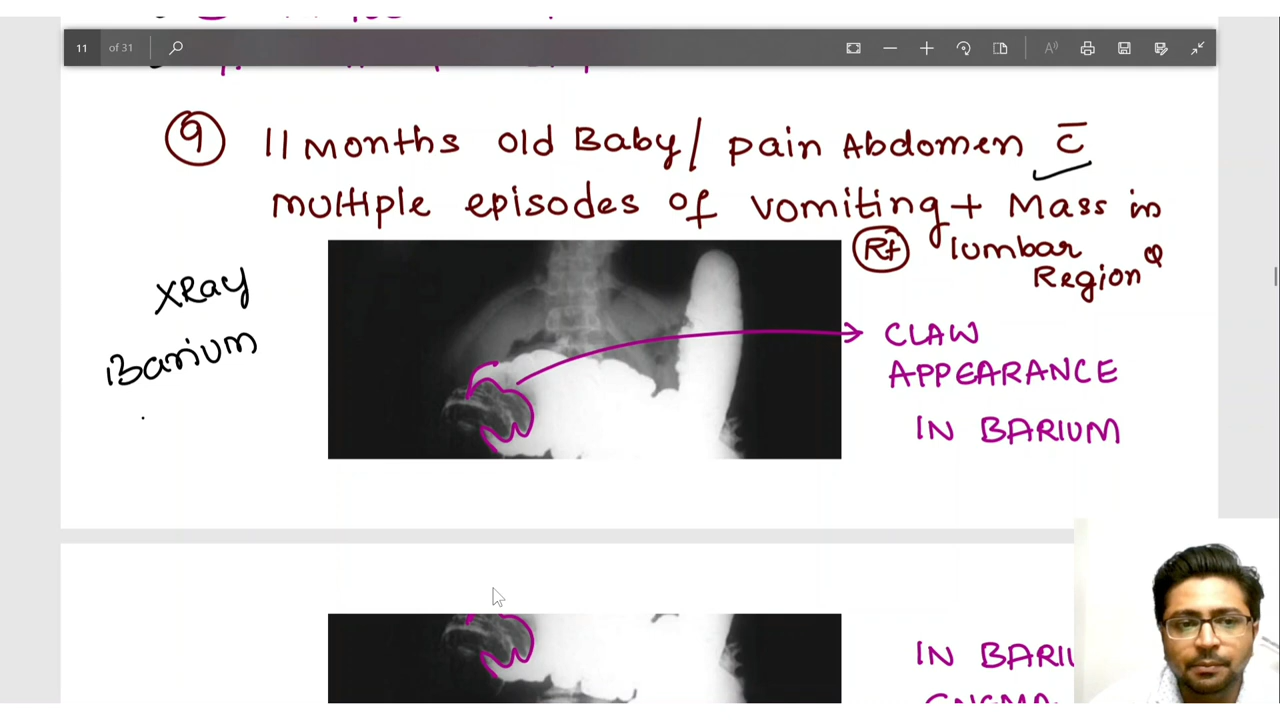 11 of 31
9 11 months old Baby/ pain Abdomen c̄
multiple episodes of vomiting + Mass in
Rt lumbar
Region
XRay
Barium
CLAW
APPEARANCE
IN BARIUM
IN BARIU